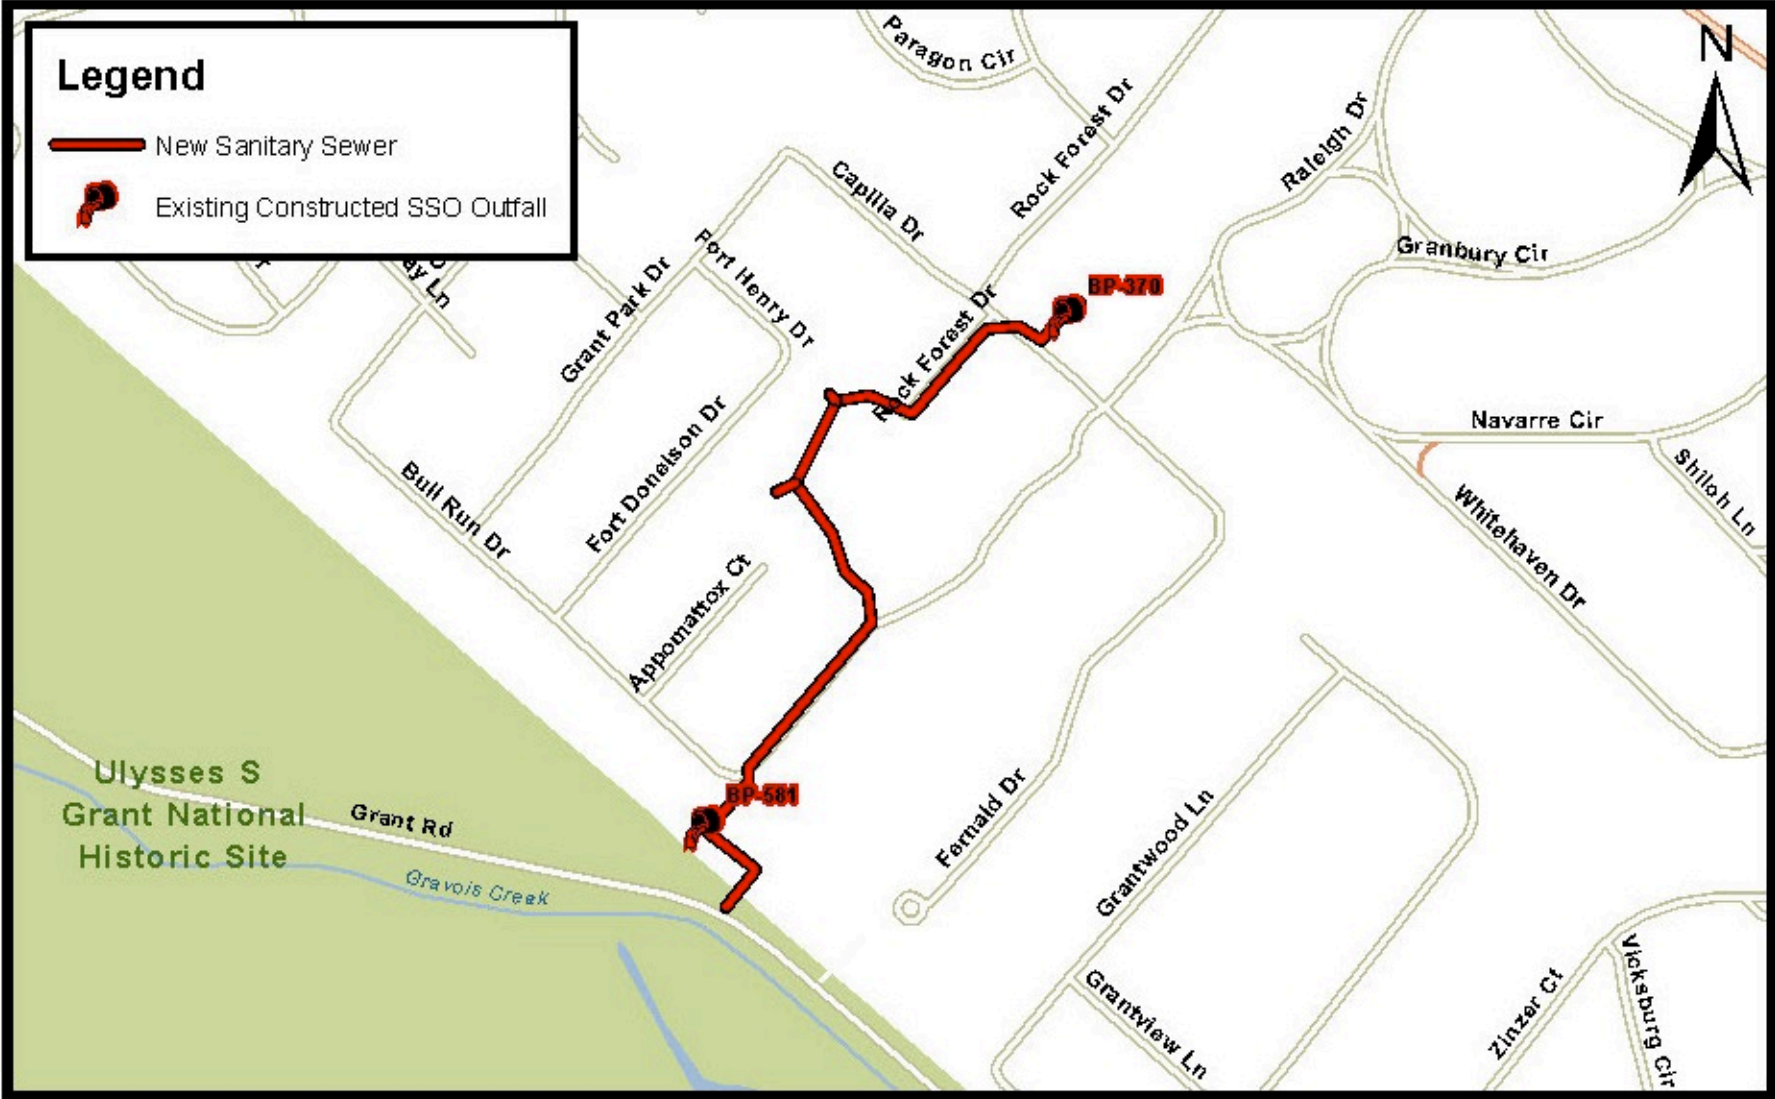 Legend
New Sanitary Sewer
Existing Constructed SSO Outfall
N
Paragon Cir
Rock Forest Dr
Raleigh Dr
Capilia Dr
Granbury Cir
Fort Henry Dr
ay Ln
Grant Park Dr
BP-370
Rock Forest Dr
Navarre Cir
Fort Donelson Dr
Bull Run Dr
Shiloh Ln
Whitehaven Dr
Appomattox Ct
Ulysses S
Grant National
Historic Site
Grant Rd
BP-581
Gravois Creek
Fernald Dr
Grantwood Ln
Grantview Ln
Zinzer Ct
Vicksburg Cir